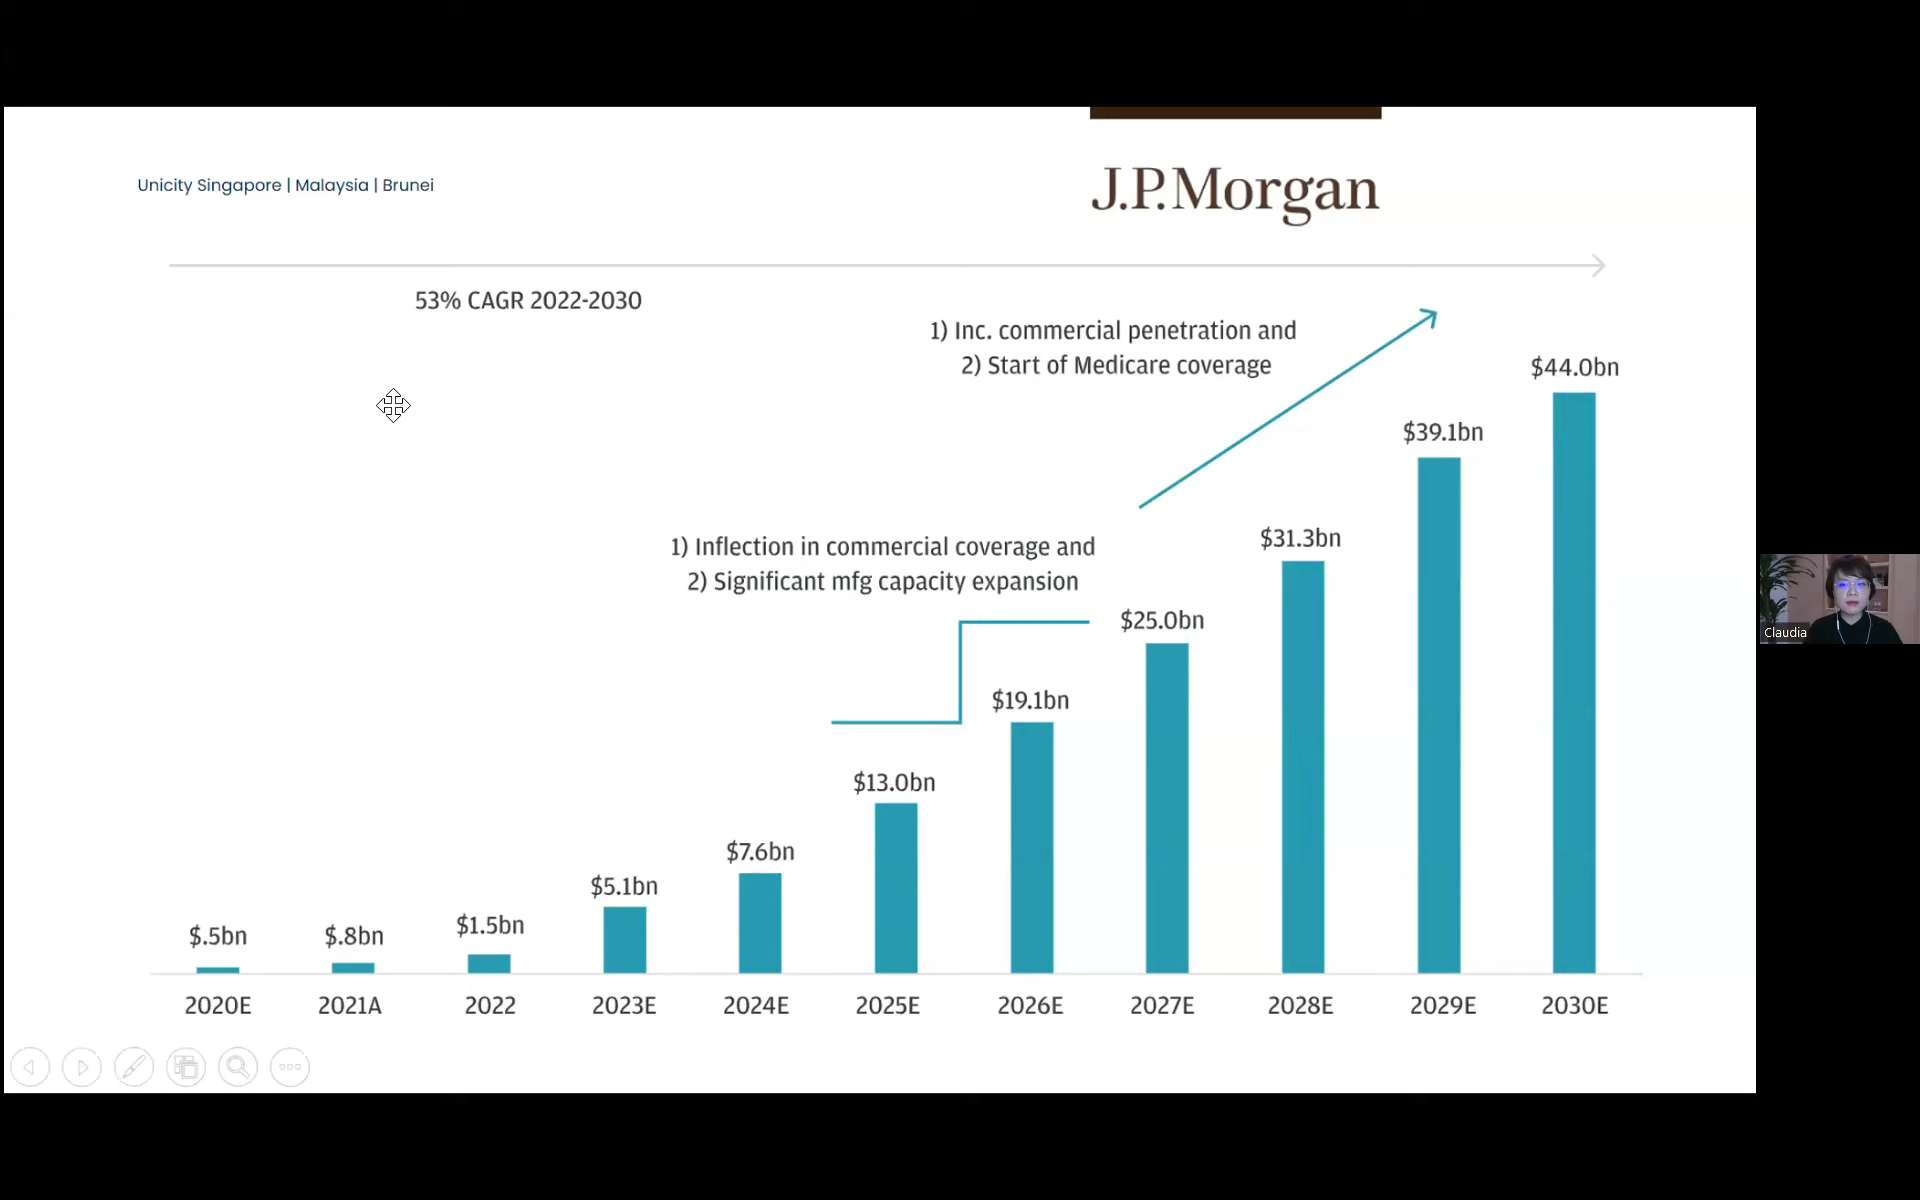 Unicity Singapore | Malaysia | Brunei
J.P.Morgan
53% CAGR 2022-2030
1) Inc. commercial penetration and
2) Start of Medicare coverage
$44.0bn
$39.1bn
1) Inflection in commercial coverage and
2) Significant mfg capacity expansion
$31.3bn
$25.0bn
$19.1bn
$13.0bn
$7.6bn
$5.1bn
$1.5bn
$.8bn
$.5bn
2020E 2021A 2022 2023E 2024E 2025E 2026E 2027E 2028E 2029E 2030E
Claudia